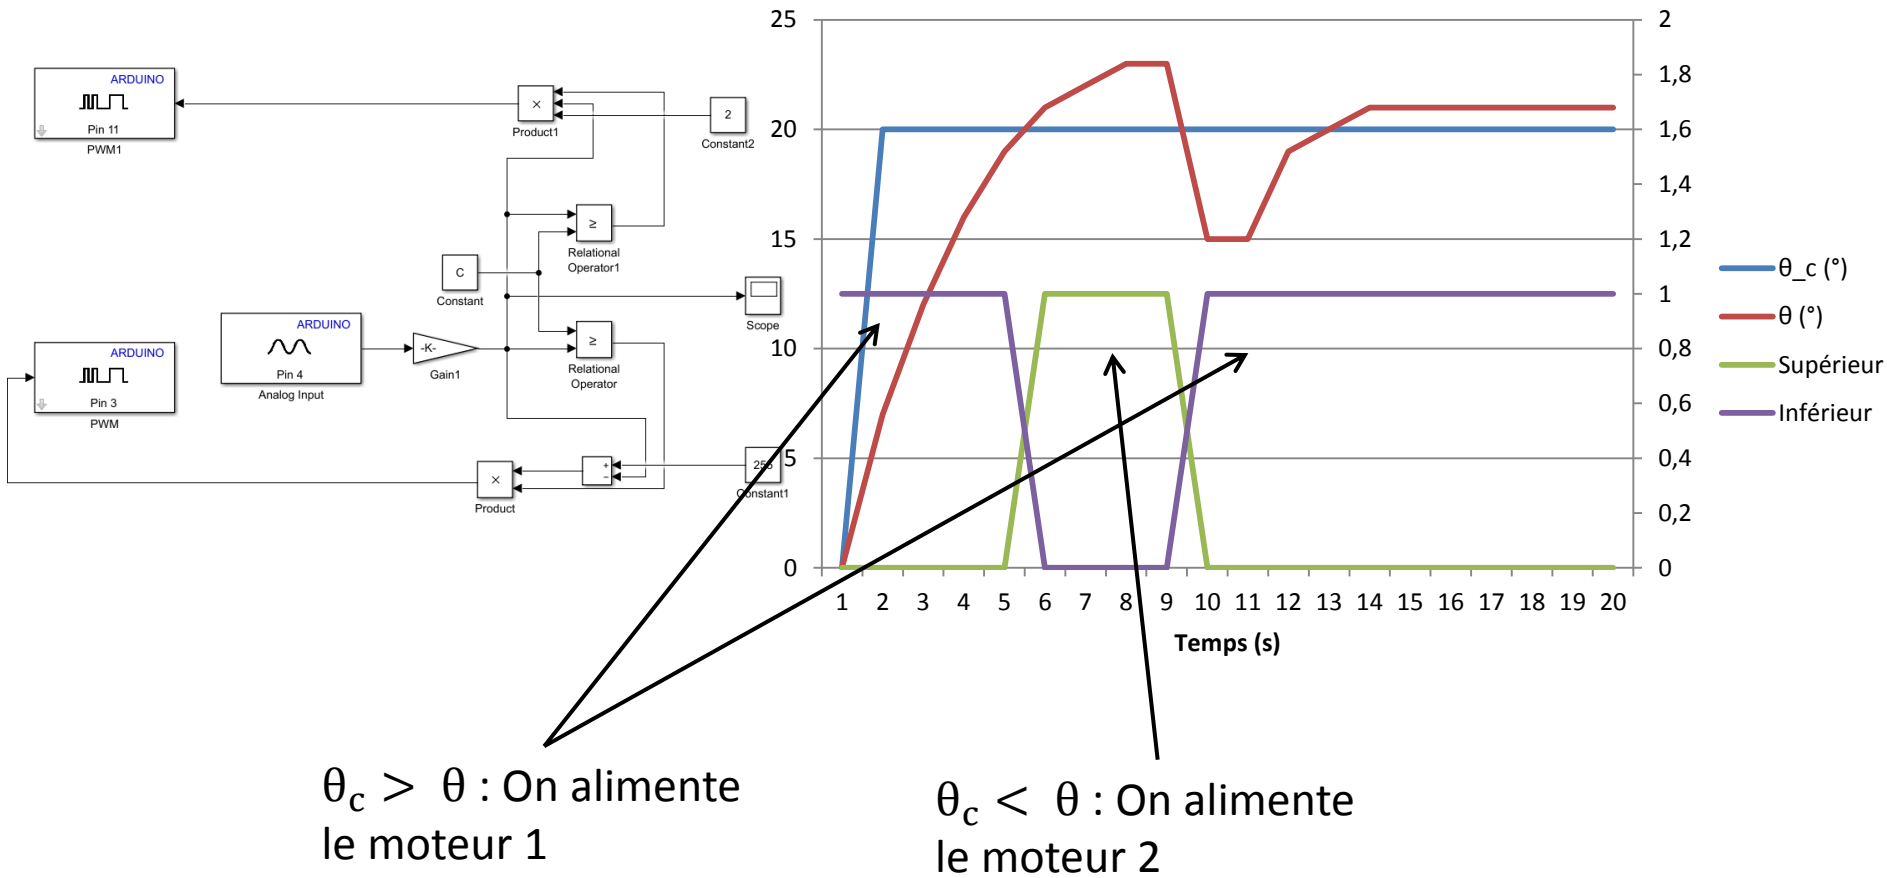 ARDUINO
Pin 11
PWM1
×
Product1
2
Constant2
≥
Relational
Operator1
C
Constant
Scope
ARDUINO
Pin 4
Analog Input
-K-
Gain1
≥
Relational
Operator
ARDUINO
Pin 3
PWM
×
Product
+
−
255
Constant1
25
20
15
10
5
0
2
1,8
1,6
1,4
1,2
1
0,8
0,6
0,4
0,2
0
1 2 3 4 5 6 7 8 9 10 11 12 13 14 15 16 17 18 19 20
Temps (s)
θ_c (°)
θ (°)
Supérieur
Inférieur
θc > θ : On alimente
le moteur 1
θc < θ : On alimente
le moteur 2